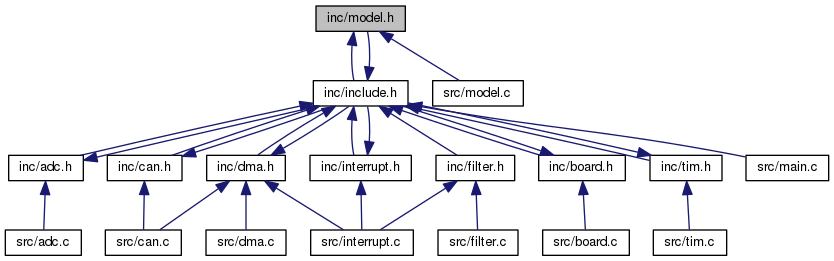 inc/model.h
inc/include.h
src/model.c
inc/adc.h
inc/can.h
inc/dma.h
inc/interrupt.h
inc/filter.h
inc/board.h
inc/tim.h
src/main.c
src/adc.c
src/can.c
src/dma.c
src/interrupt.c
src/filter.c
src/board.c
src/tim.c